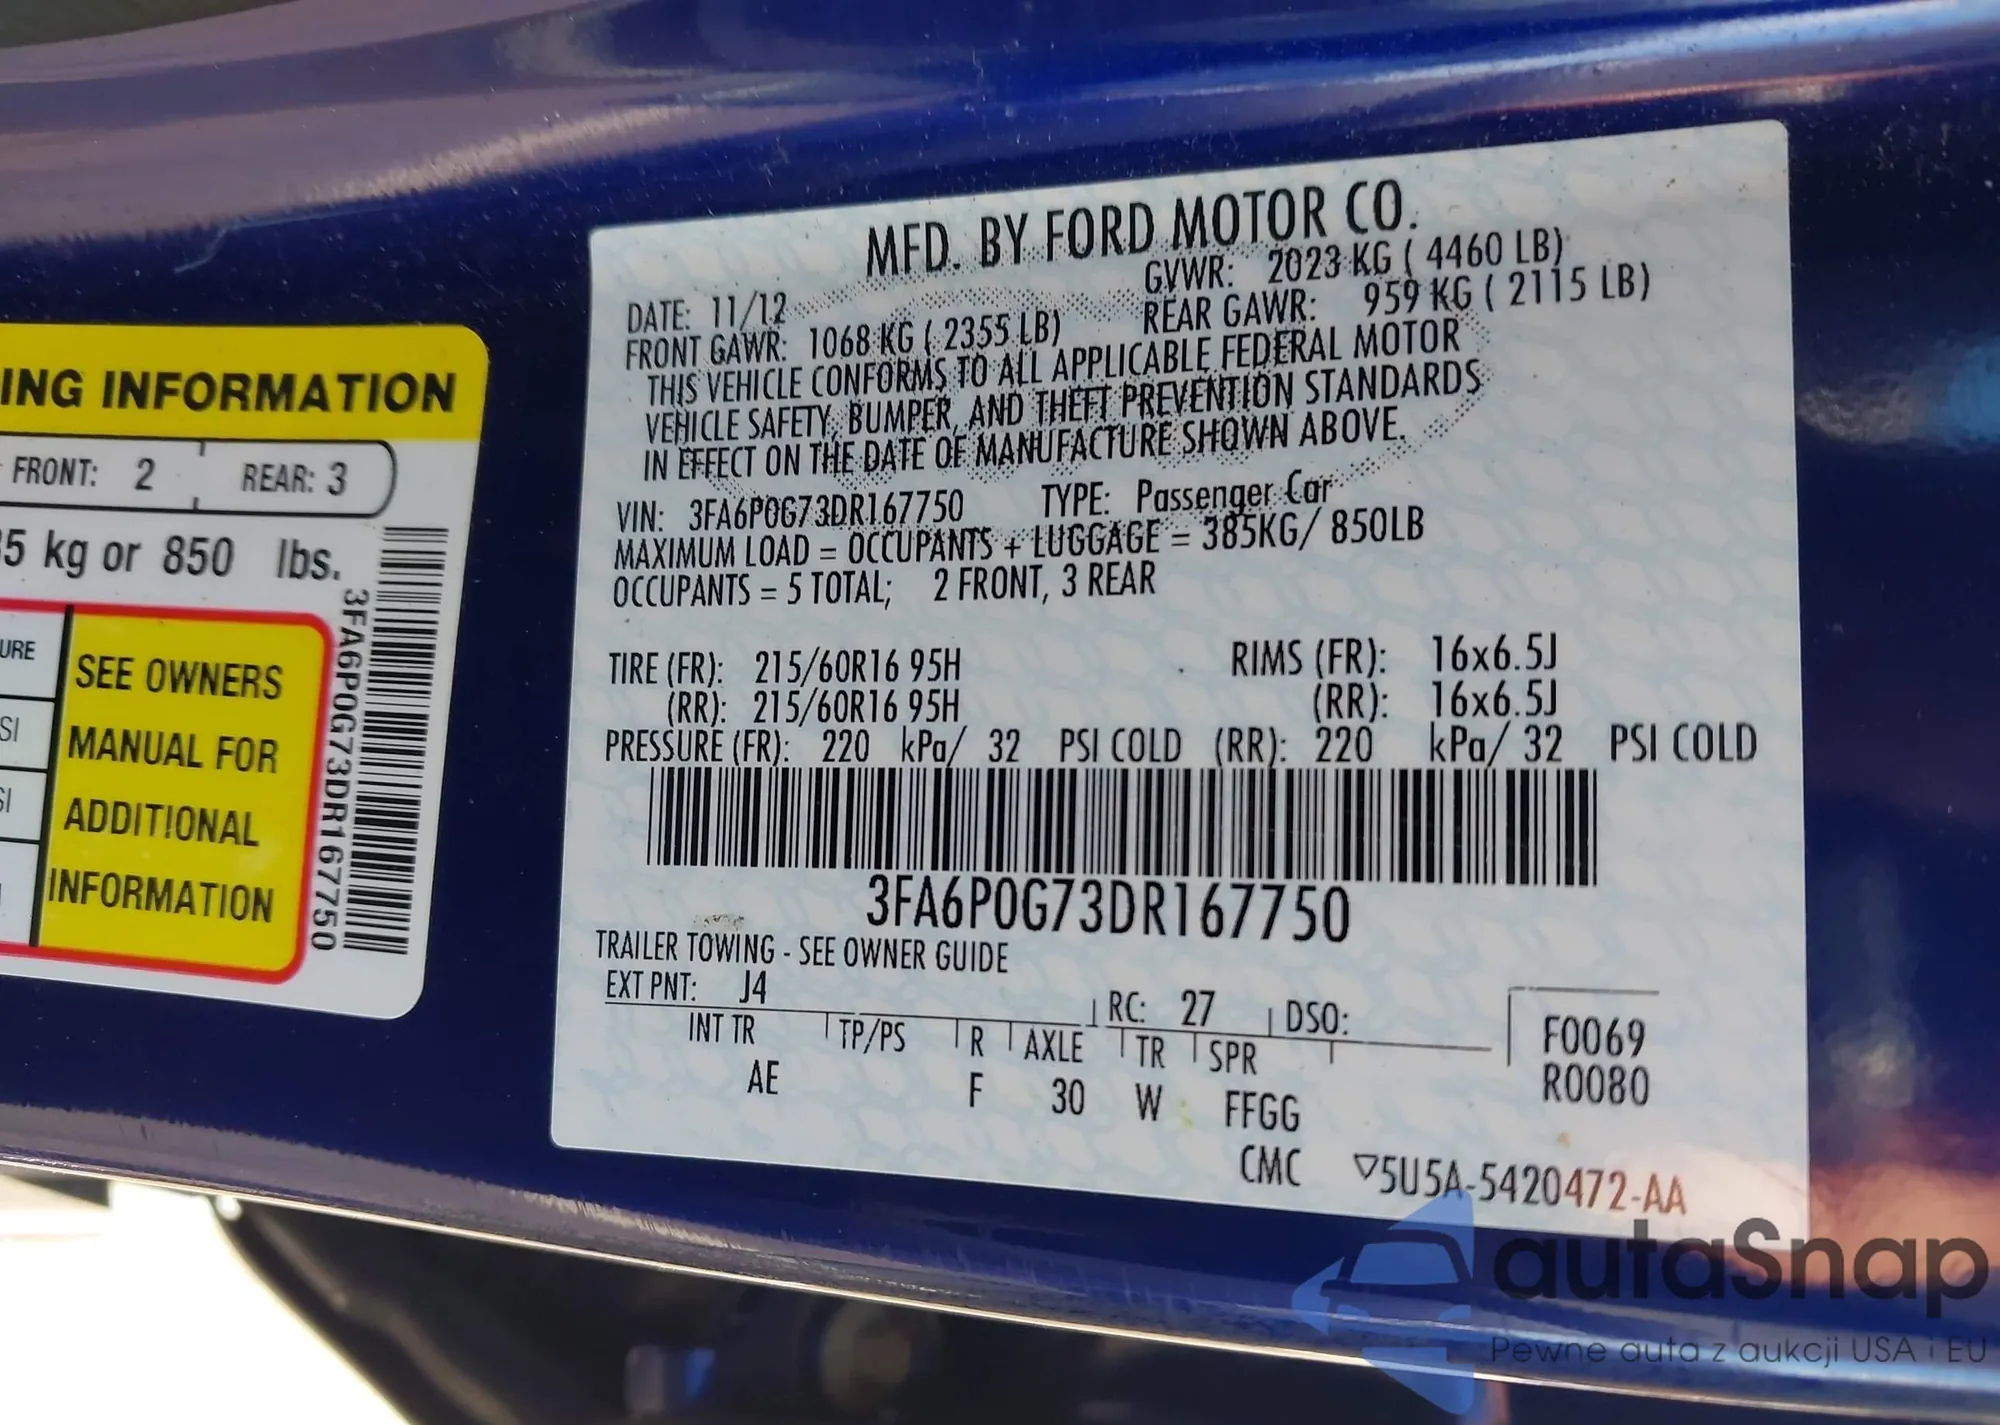 ING INFORMATION
FRONT: 2 REAR: 3
5 kg or 850 lbs.
URE
SI
SI
SEE OWNERS
MANUAL FOR
ADDITIONAL
INFORMATION
3FA6P0G73DR167750
MFD. BY FORD MOTOR CO.
DATE: 11/12 GVWR: 2023 KG ( 4460 LB)
FRONT GAWR: 1068 KG ( 2355 LB) REAR GAWR: 959 KG ( 2115 LB)
THIS VEHICLE CONFORMS TO ALL APPLICABLE FEDERAL MOTOR
VEHICLE SAFETY, BUMPER, AND THEFT PREVENTION STANDARDS
IN EFFECT ON THE DATE OF MANUFACTURE SHOWN ABOVE.
VIN: 3FA6P0G73DR167750 TYPE: Passenger Car
MAXIMUM LOAD = OCCUPANTS + LUGGAGE = 385KG/ 850LB
OCCUPANTS = 5 TOTAL; 2 FRONT, 3 REAR
TIRE (FR): 215/60R16 95H RIMS (FR): 16x6.5J
(RR): 215/60R16 95H (RR): 16x6.5J
PRESSURE (FR): 220 kPa/ 32 PSI COLD (RR): 220 kPa/ 32 PSI COLD
3FA6P0G73DR167750
TRAILER TOWING - SEE OWNER GUIDE
EXT PNT: J4 RC: 27 DSO:
INT TR TP/PS R AXLE TR SPR
AE F 30 W FFGG
F0069
R0080
CMC ▽5U5A-5420472-AA
autaSnap
Pewne auta z aukcji USA i EU